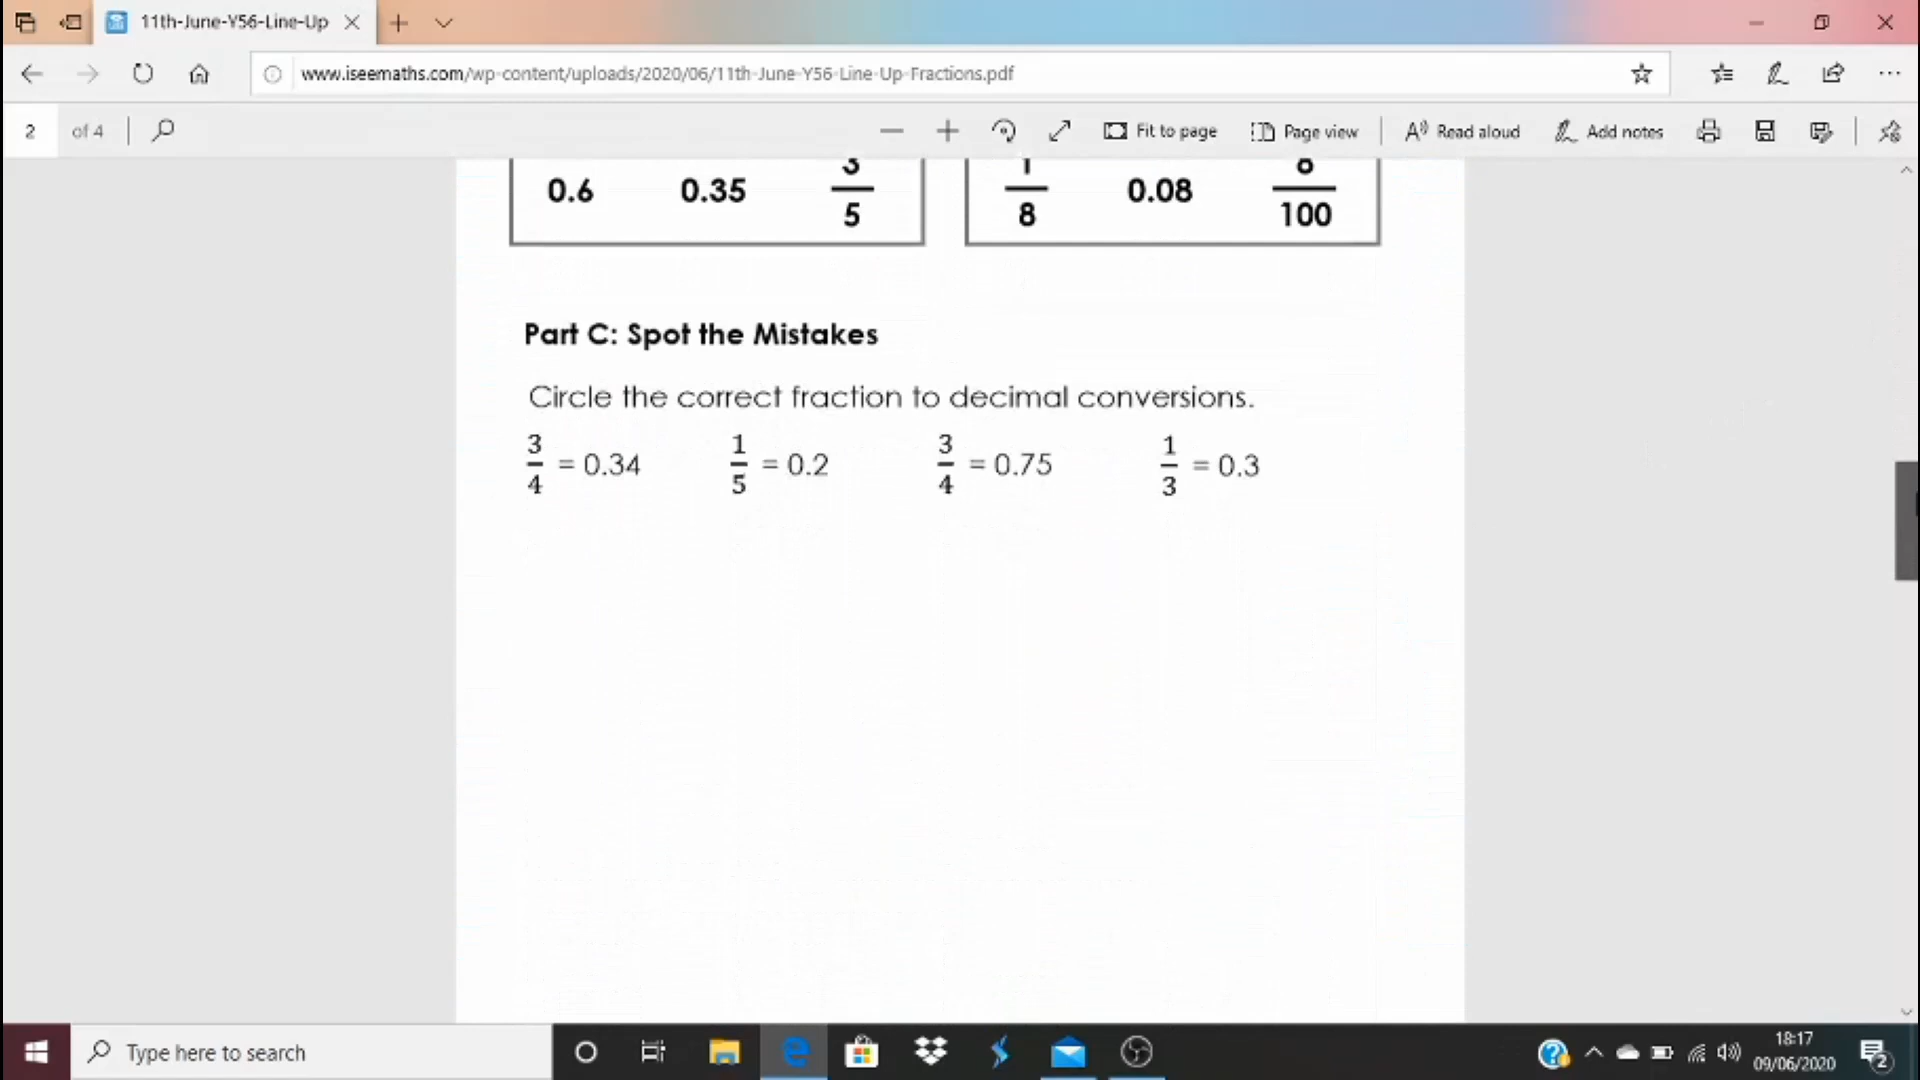 11th-June-Y56-Line-Up
www.iseemaths.com/wp-content/uploads/2020/06/11th-June-Y56-Line-Up-Fractions.pdf
2 of 4 Fit to page Page view Read aloud Add notes
0.6 0.35 3/5 1/8 0.08 8/100
Part C: Spot the Mistakes
Circle the correct fraction to decimal conversions.
3/4 = 0.34 1/5 = 0.2 3/4 = 0.75 1/3 = 0.3
Type here to search
18:17
09/06/2020
2